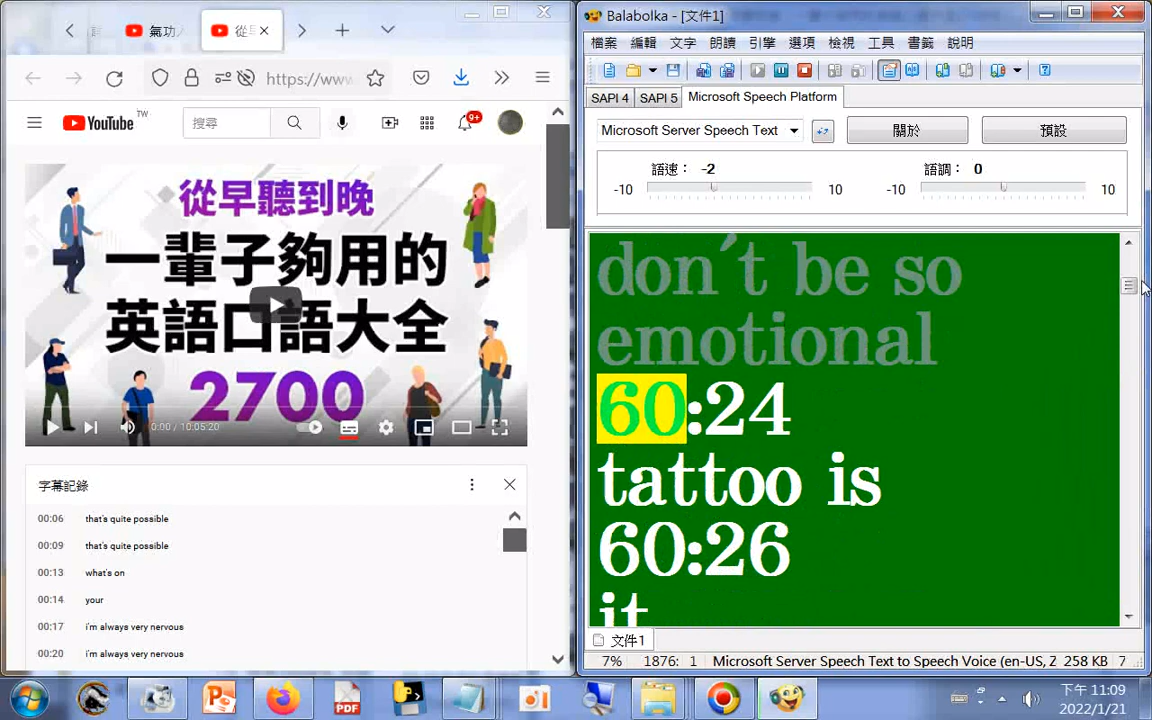 氣功
從
https://www.
YouTube TW
搜尋
9+
從早聽到晚
一輩子夠用的
英語口語大全
2700
0:00 / 10:05:20
字幕記錄
00:06 that's quite possible
00:09 that's quite possible
00:13 what's on
00:14 your
00:17 i'm always very nervous
00:20 i'm always very nervous
Balabolka - [文件1]
檔案 編輯 文字 朗讀 引擎 選項 檢視 工具 書籤 說明
SAPI 4 SAPI 5 Microsoft Speech Platform
Microsoft Server Speech Text 關於 預設
語速： -2 語調： 0
-10 10 -10 10
don´t be so
emotional
60:24
tattoo is
60:26
it
文件1
7% 1876: 1 Microsoft Server Speech Text to Speech Voice (en-US, Z 258 KB 7
下午 11:09
2022/1/21